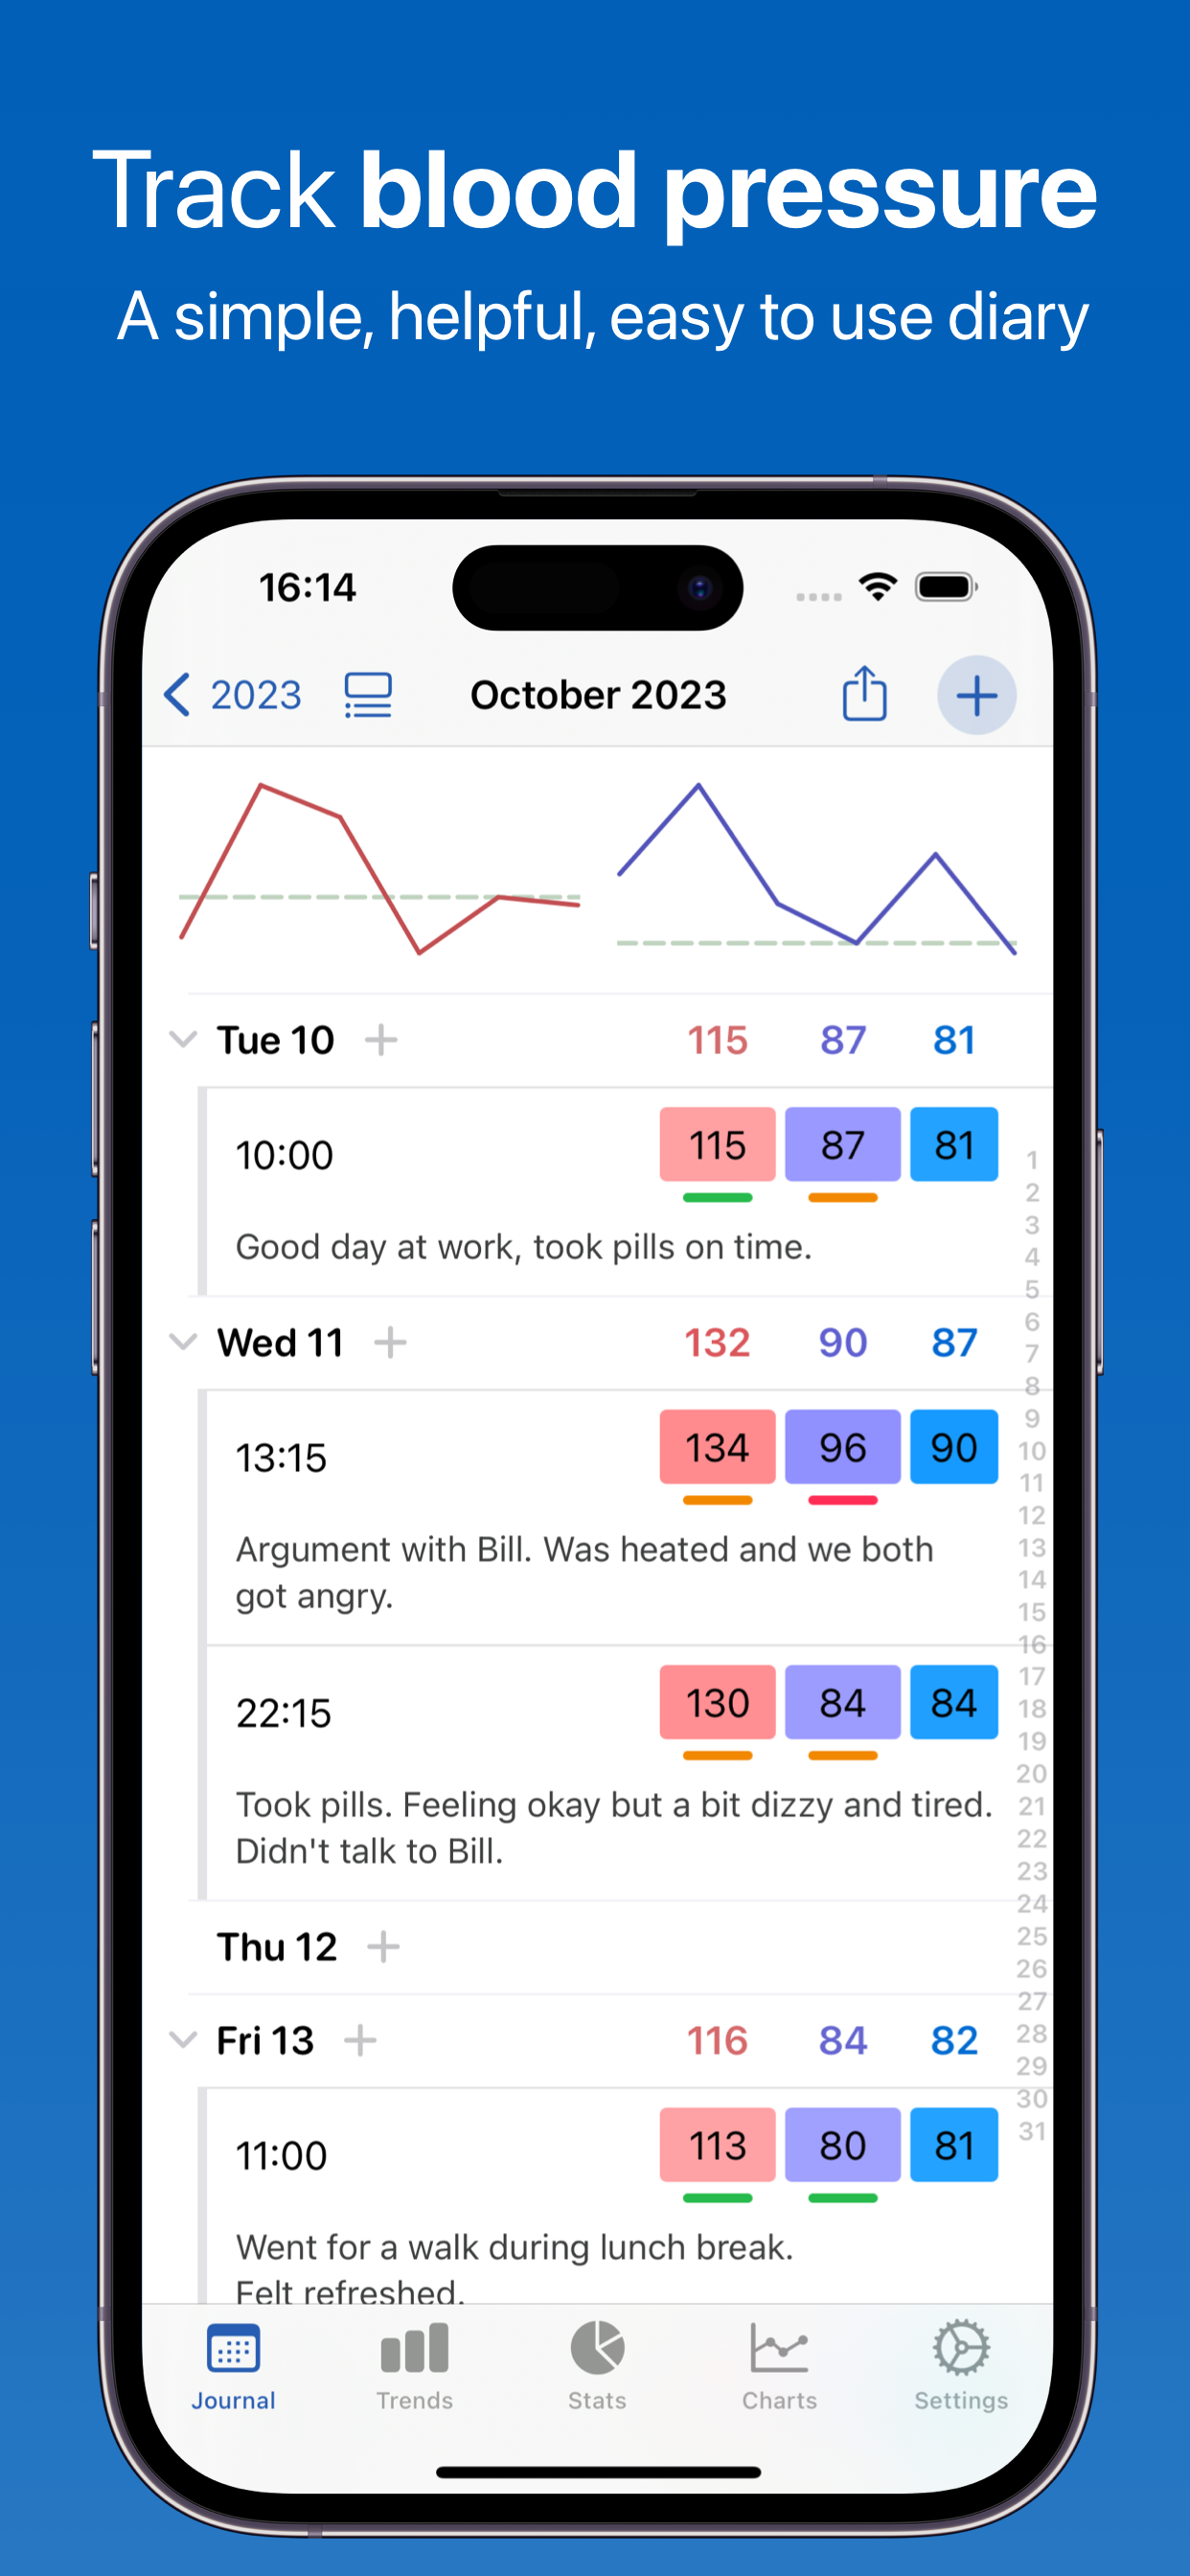 Track blood pressure
A simple, helpful, easy to use diary
16:14
2023
October 2023
Tue 10
115 87 81
10:00
115 87 81
Good day at work, took pills on time.
Wed 11
132 90 87
13:15
134 96 90
Argument with Bill. Was heated and we both
got angry.
22:15
130 84 84
Took pills. Feeling okay but a bit dizzy and tired.
Didn't talk to Bill.
Thu 12
Fri 13
116 84 82
11:00
113 80 81
Went for a walk during lunch break.
Felt refreshed.
1
2
3
4
5
6
7
8
9
10
11
12
13
14
15
16
17
18
19
20
21
22
23
24
25
26
27
28
29
30
31
Journal
Trends
Stats
Charts
Settings